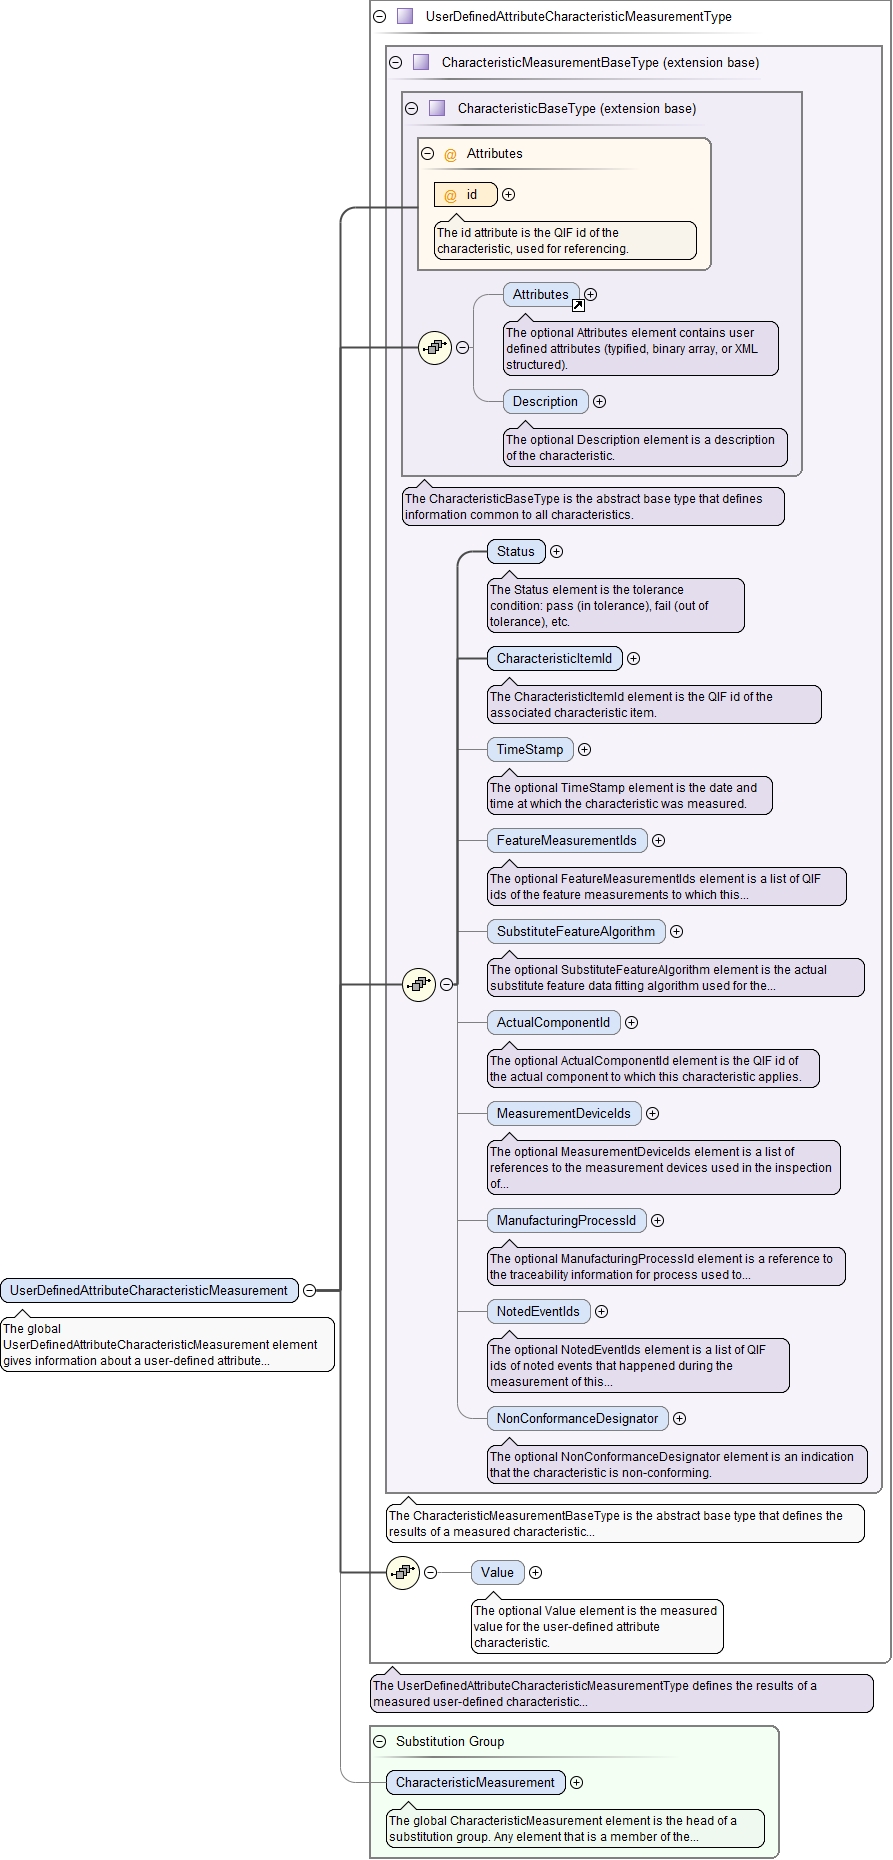 UserDefinedAttributeCharacteristicMeasurementType
CharacteristicMeasurementBaseType (extension base)
CharacteristicBaseType (extension base)
@ Attributes
@ id
The id attribute is the QIF id of the
characteristic, used for referencing.
Attributes
The optional Attributes element contains user
defined attributes (typified, binary array, or XML
structured).
Description
The optional Description element is a description
of the characteristic.
The CharacteristicBaseType is the abstract base type that defines
information common to all characteristics.
Status
The Status element is the tolerance
condition: pass (in tolerance), fail (out of
tolerance), etc.
CharacteristicItemId
The CharacteristicItemId element is the QIF id of the
associated characteristic item.
TimeStamp
The optional TimeStamp element is the date and
time at which the characteristic was measured.
FeatureMeasurementIds
The optional FeatureMeasurementIds element is a list of QIF
ids of the feature measurements to which this...
SubstituteFeatureAlgorithm
The optional SubstituteFeatureAlgorithm element is the actual
substitute feature data fitting algorithm used for the...
ActualComponentId
The optional ActualComponentId element is the QIF id of
the actual component to which this characteristic applies.
MeasurementDeviceIds
The optional MeasurementDeviceIds element is a list of
references to the measurement devices used in the inspection
of...
ManufacturingProcessId
The optional ManufacturingProcessId element is a reference to
the traceability information for process used to...
UserDefinedAttributeCharacteristicMeasurement
The global
UserDefinedAttributeCharacteristicMeasurement element
gives information about a user-defined attribute...
NotedEventIds
The optional NotedEventIds element is a list of QIF
ids of noted events that happened during the
measurement of this...
NonConformanceDesignator
The optional NonConformanceDesignator element is an indication
that the characteristic is non-conforming.
The CharacteristicMeasurementBaseType is the abstract base type that defines the
results of a measured characteristic...
Value
The optional Value element is the measured
value for the user-defined attribute
characteristic.
The UserDefinedAttributeCharacteristicMeasurementType defines the results of a
measured user-defined characteristic...
Substitution Group
CharacteristicMeasurement
The global CharacteristicMeasurement element is the head of a
substitution group. Any element that is a member of the...